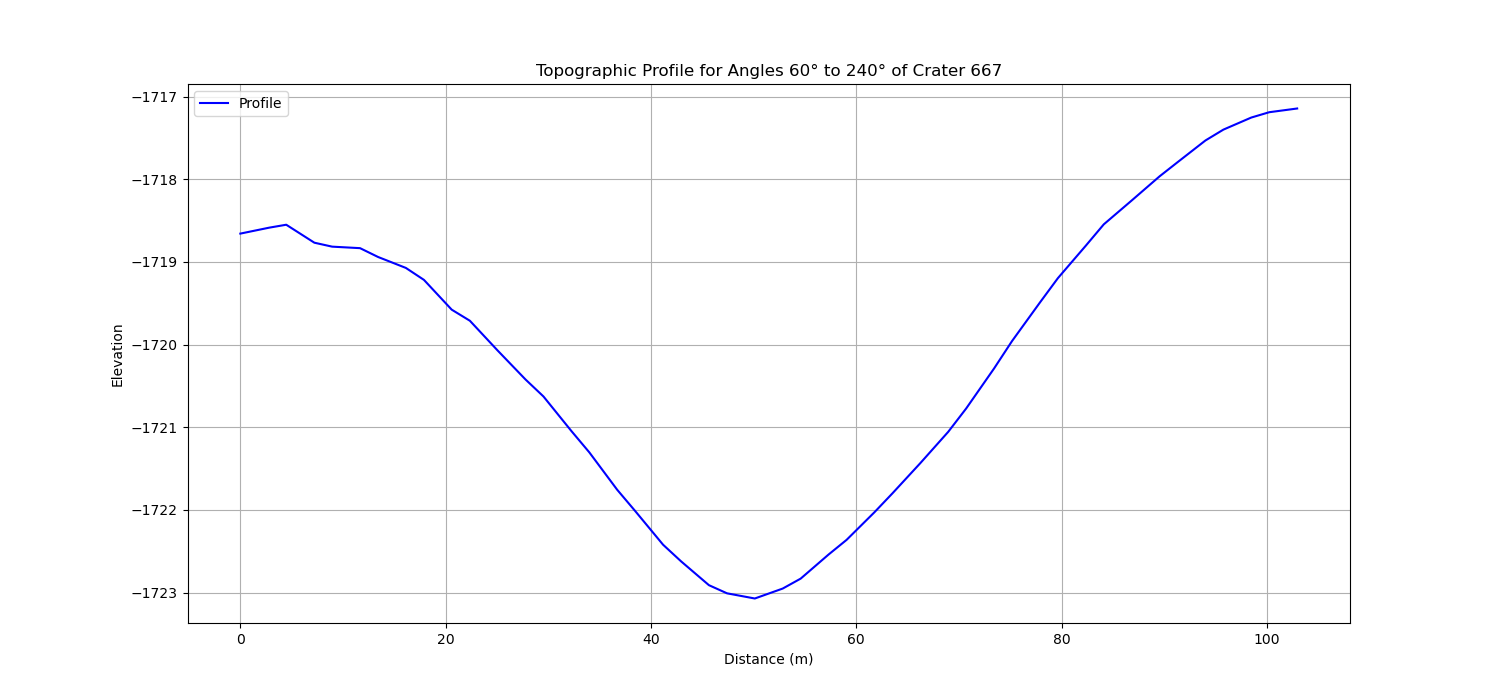 Topographic Profile for Angles 60° to 240° of Crater 667
Profile
−1717
−1718
−1719
−1720
−1721
−1722
−1723
Elevation
0 20 40 60 80 100
Distance (m)